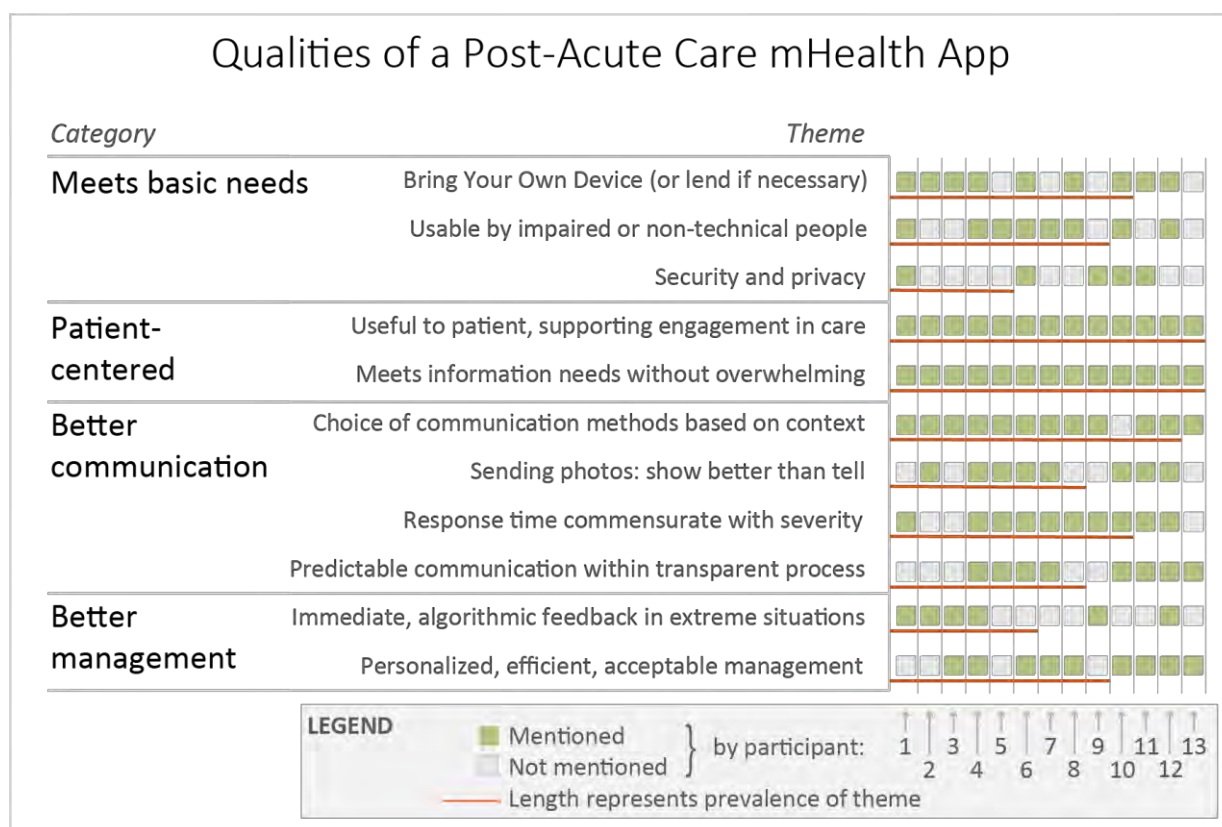 Qualities of a Post-Acute Care mHealth App
Category Theme
Meets basic needs Bring Your Own Device (or lend if necessary)
Usable by impaired or non-technical people
Security and privacy
Patient-
centered
Useful to patient, supporting engagement in care
Meets information needs without overwhelming
Better
communication
Choice of communication methods based on context
Sending photos: show better than tell
Response time commensurate with severity
Predictable communication within transparent process
Better
management
Immediate, algorithmic feedback in extreme situations
Personalized, efficient, acceptable management
LEGEND
Mentioned
Not mentioned
} by participant:
1 3 5 7 9 11 13
2 4 6 8 10 12
Length represents prevalence of theme